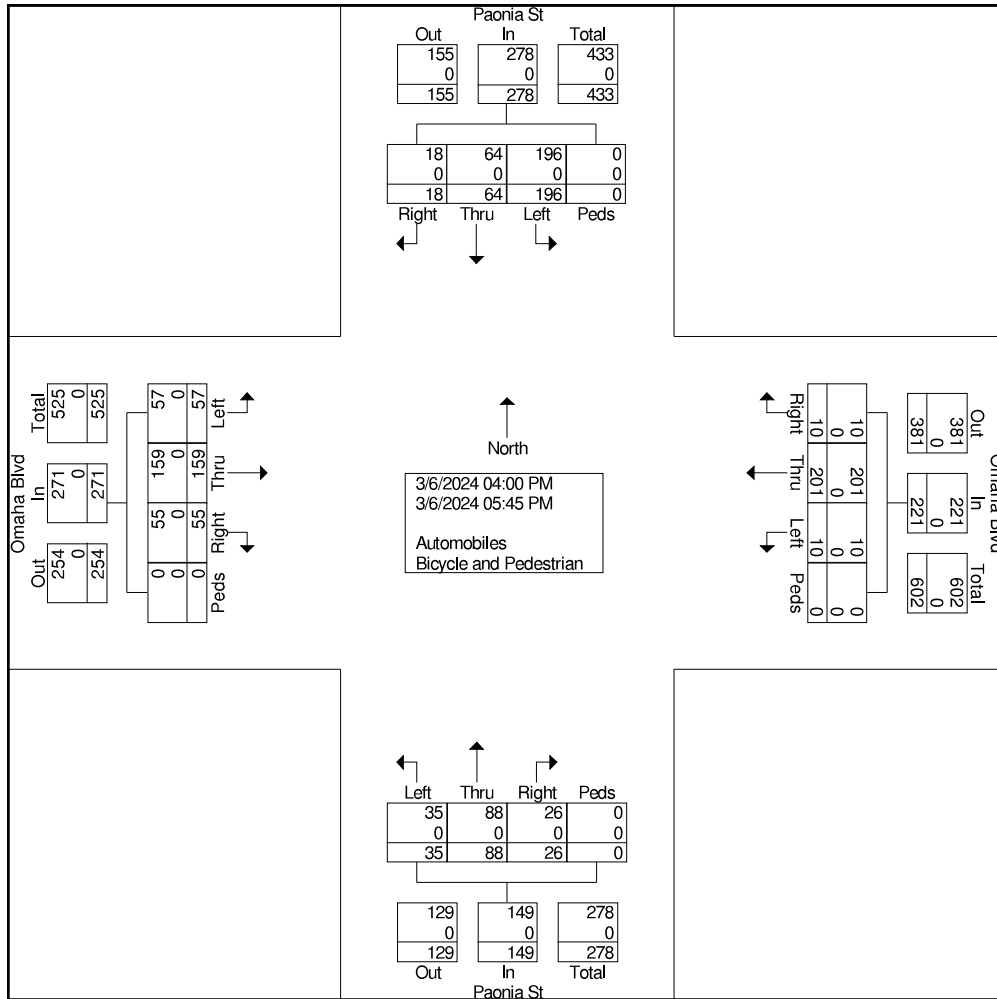 Paonia St
Out In Total
155 278 433
0 0 0
155 278 433
18 64 196 0
0 0 0 0
18 64 196 0
Right Thru Left Peds
Omaha Blvd
Total In Out
525 271 254
0 0 0
525 271 254
57 159 55 0
0 0 0 0
57 159 55 0
Left Thru Right Peds
North
3/6/2024 04:00 PM
3/6/2024 05:45 PM
Automobiles
Bicycle and Pedestrian
Omaha Blvd
Out In Total
381 221 602
0 0 0
381 221 602
10 201 10 0
0 0 0 0
10 201 10 0
Right Thru Left Peds
Left Thru Right Peds
35 88 26 0
0 0 0 0
35 88 26 0
129 149 278
0 0 0
129 149 278
Out In Total
Paonia St